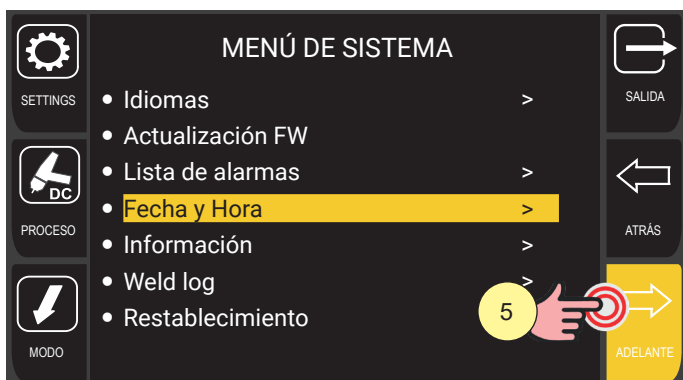 MENÚ DE SISTEMA
SETTINGS
DC
PROCESO
MODO
• Idiomas >
• Actualización FW
• Lista de alarmas >
• Fecha y Hora >
• Información >
• Weld log >
• Restablecimiento
5
SALIDA
ATRÁS
ADELANTE